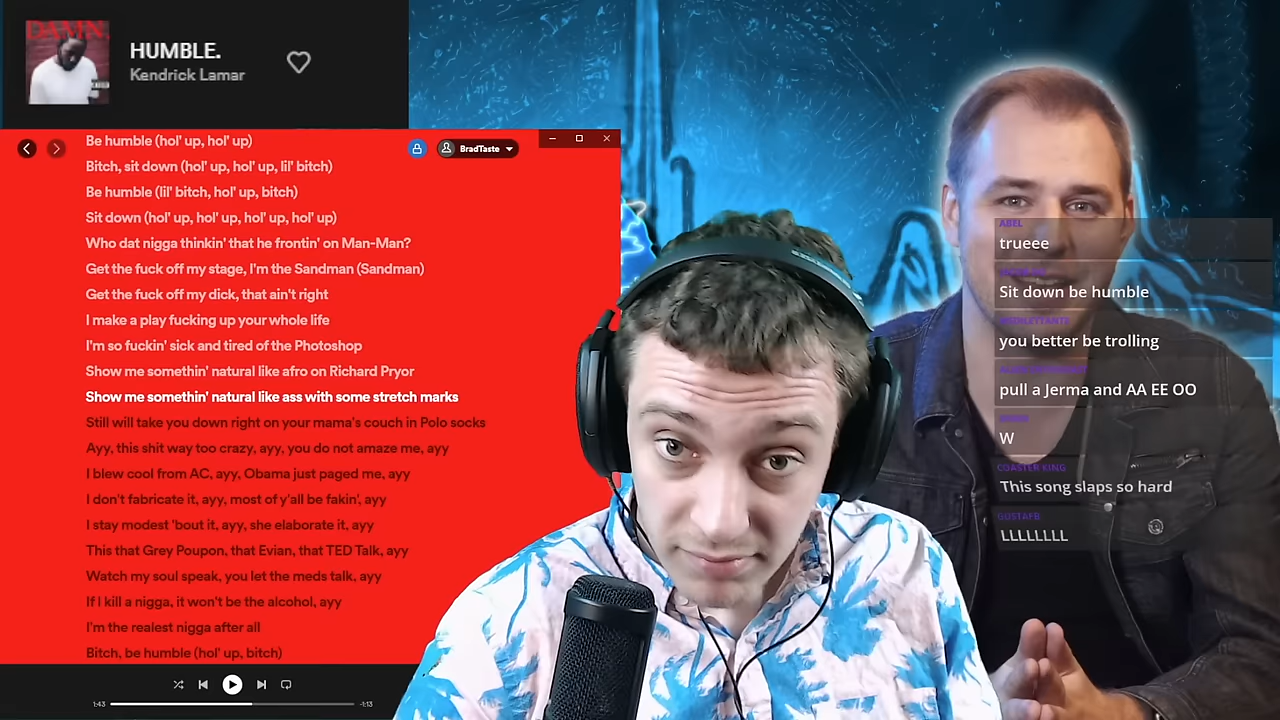 DAMN.
HUMBLE.
Kendrick Lamar
BradTaste
Be humble (hol' up, hol' up)
Bitch, sit down (hol' up, hol' up, lil' bitch)
Be humble (lil' bitch, hol' up, bitch)
Sit down (hol' up, hol' up, hol' up, hol' up)
Who dat nigga thinkin' that he frontin' on Man-Man?
Get the fuck off my stage, I'm the Sandman (Sandman)
Get the fuck off my dick, that ain't right
I make a play fucking up your whole life
I'm so fuckin' sick and tired of the Photoshop
Show me somethin' natural like afro on Richard Pryor
Show me somethin' natural like ass with some stretch marks
Still will take you down right on your mama's couch in Polo socks
Ayy, this shit way too crazy, ayy, you do not amaze me, ayy
I blew cool from AC, ayy, Obama just paged me, ayy
I don't fabricate it, ayy, most of y'all be fakin', ayy
I stay modest 'bout it, ayy, she elaborate it, ayy
This that Grey Poupon, that Evian, that TED Talk, ayy
Watch my soul speak, you let the meds talk, ayy
If I kill a nigga, it won't be the alcohol, ayy
I'm the realest nigga after all
Bitch, be humble (hol' up, bitch)
1:43
-1:13
ABEL
trueee
Sit down be humble
you better be trolling
pull a Jerma and AA EE OO
W
COASTER KING
This song slaps so hard
GUSTAFB
LLLLLLLL